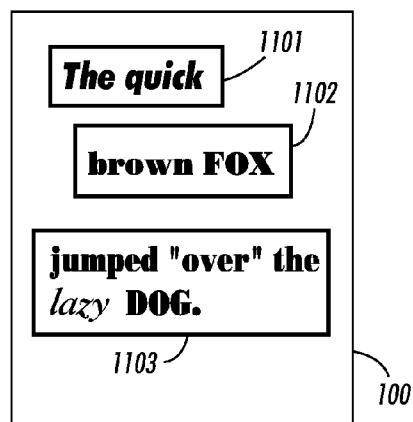 1101
The quick
1102
brown FOX
jumped "over" the
lazy DOG.
1103
100